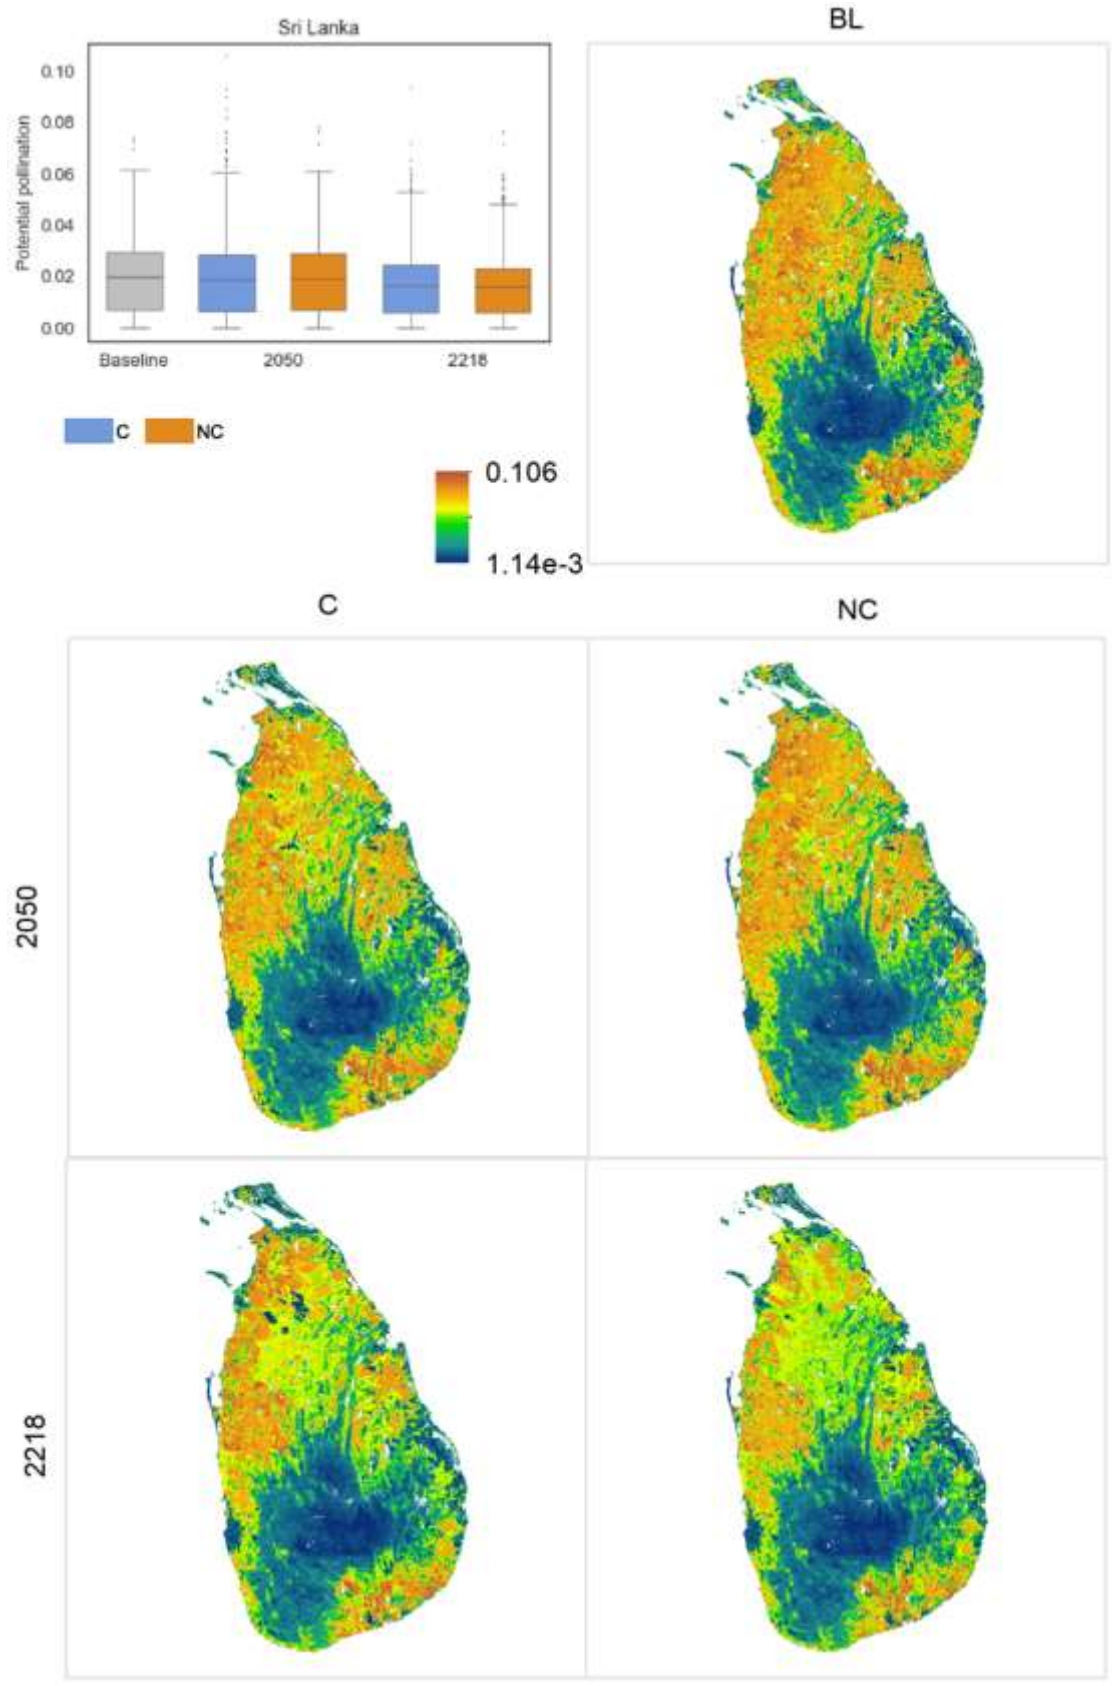 Sri Lanka
BL
0.10
0.08
0.06
0.04
0.02
0.00
Potential pollination
Baseline
2050
2218
C
NC
0.106
1.14e-3
C
NC
2050
2218